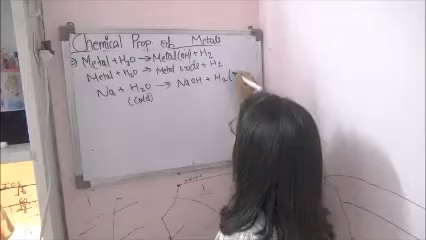 Chemical Prop of Metals
⇒ Metal + H2O → Metal(OH) + H2
Metal + H2O → Metal oxide + H2
Na + H2O → NaOH + H2 (
(cold)